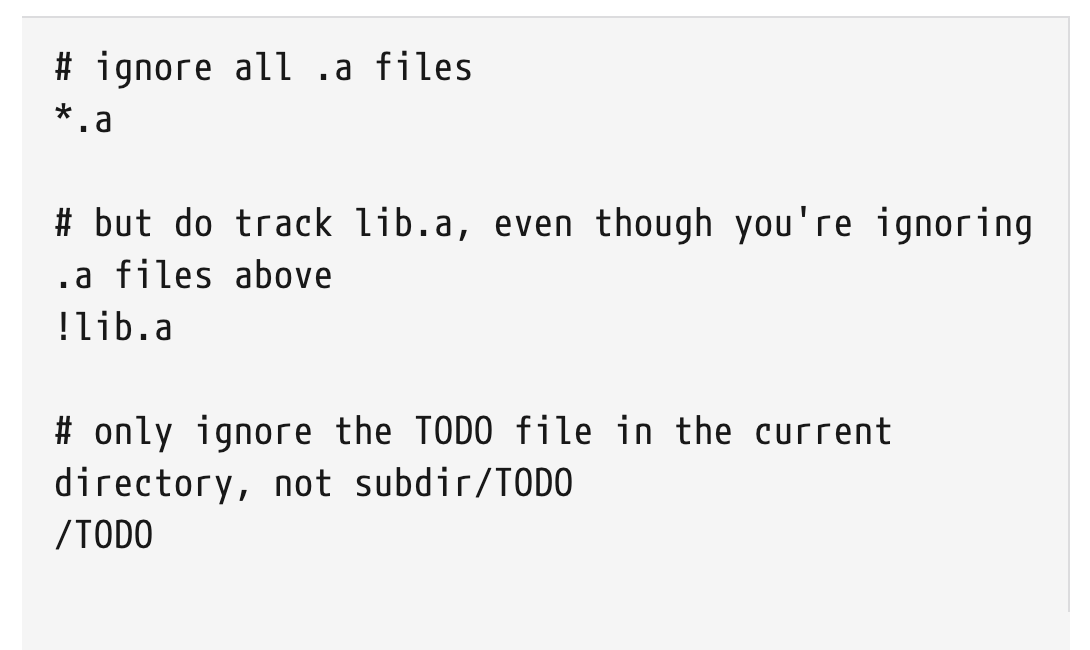 # ignore all .a files
*.a
# but do track lib.a, even though you're ignoring
.a files above
!lib.a
# only ignore the TODO file in the current
directory, not subdir/TODO
/TODO